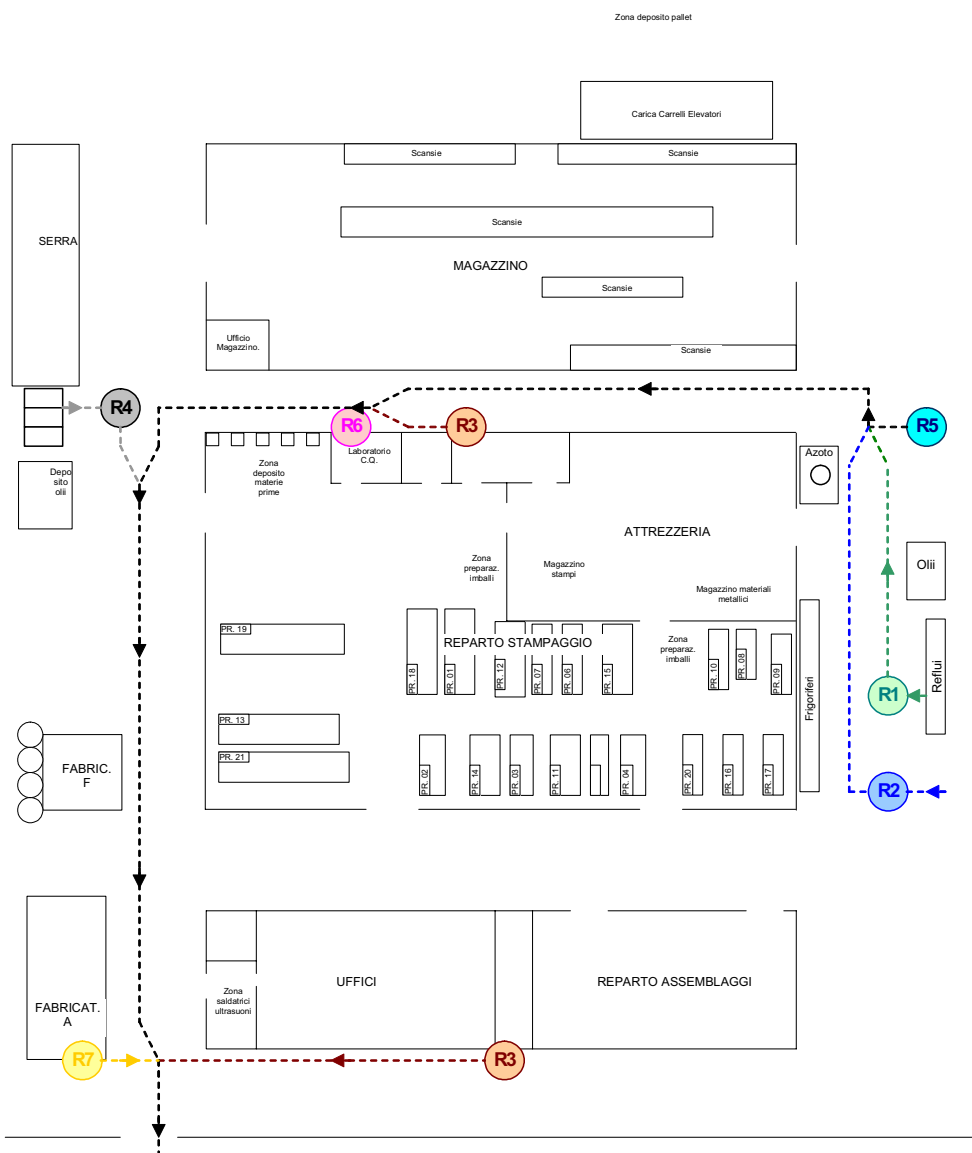 Zona deposito pallet
Carica Carrelli Elevatori
Scansie
Scansie
Scansie
SERRA
MAGAZZINO
Scansie
Ufficio
Magazzino.
Scansie
R4
R6
R3
R5
Laboratorio
C.Q.
Zona
deposito
materie
prime
Azoto
Depo
sito
olii
ATTREZZERIA
Zona
preparaz.
imballi
Magazzino
stampi
Olii
Magazzino materiali
metallici
PR. 19
REPARTO STAMPAGGIO
Zona
preparaz.
imballi
PR. 18
PR. 01
PR. 12
PR. 07
PR. 06
PR. 15
PR. 10
PR. 08
PR. 09
Frigoriferi
R1
Reflui
PR. 13
PR. 21
FABRIC.
F
PR. 02
PR. 14
PR. 03
PR. 11
PR. 04
PR. 20
PR. 16
PR. 17
R2
UFFICI
REPARTO ASSEMBLAGGI
Zona
saldatrici
ultrasuoni
FABRICAT.
A
R7
R3